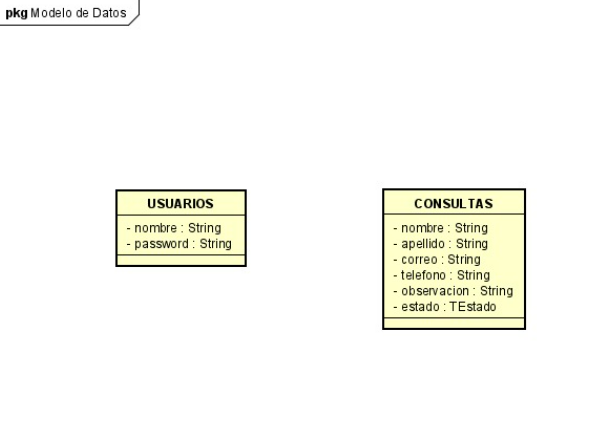 pkg Modelo de Datos
USUARIOS
- nombre : String
- password : String
CONSULTAS
- nombre : String
- apellido : String
- correo : String
- telefono : String
- observacion : String
- estado : TEstado